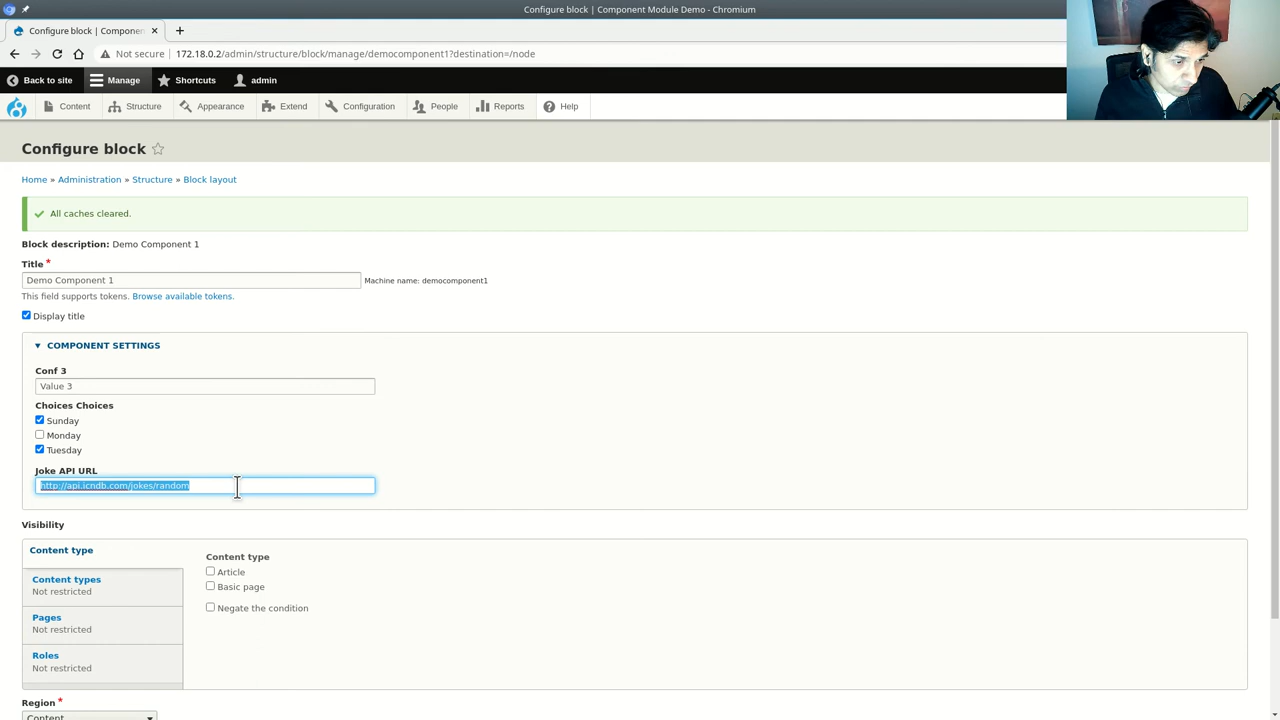 Configure block | Component Module Demo - Chromium
Configure block | Component
Not secure 172.18.0.2/admin/structure/block/manage/democomponent1?destination=/node
Back to site Manage Shortcuts admin
Content Structure Appearance Extend Configuration People Reports Help
Configure block
Home » Administration » Structure » Block layout
All caches cleared.
Block description: Demo Component 1
Title *
Demo Component 1 Machine name: democomponent1
This field supports tokens. Browse available tokens.
Display title
COMPONENT SETTINGS
Conf 3
Value 3
Choices Choices
Sunday
Monday
Tuesday
Joke API URL
http://api.icndb.com/jokes/random
Visibility
Content type
Content types
Not restricted
Pages
Not restricted
Roles
Not restricted
Content type
Article
Basic page
Negate the condition
Region *
Content